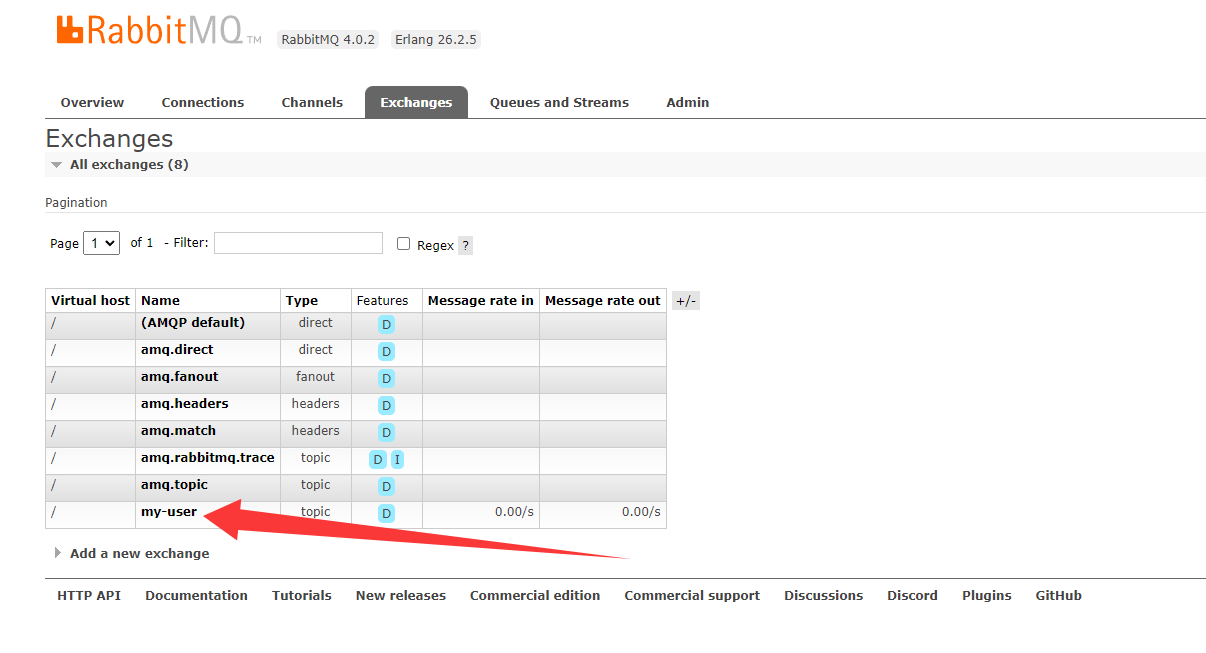 RabbitMQ TM RabbitMQ 4.0.2 Erlang 26.2.5
Overview Connections Channels Exchanges Queues and Streams Admin
Exchanges
All exchanges (8)
Pagination
Page 1 of 1 - Filter: Regex ?
Virtual host Name Type Features Message rate in Message rate out +/-
/ (AMQP default) direct D
/ amq.direct direct D
/ amq.fanout fanout D
/ amq.headers headers D
/ amq.match headers D
/ amq.rabbitmq.trace topic D I
/ amq.topic topic D
/ my-user topic D 0.00/s 0.00/s
Add a new exchange
HTTP API Documentation Tutorials New releases Commercial edition Commercial support Discussions Discord Plugins GitHub